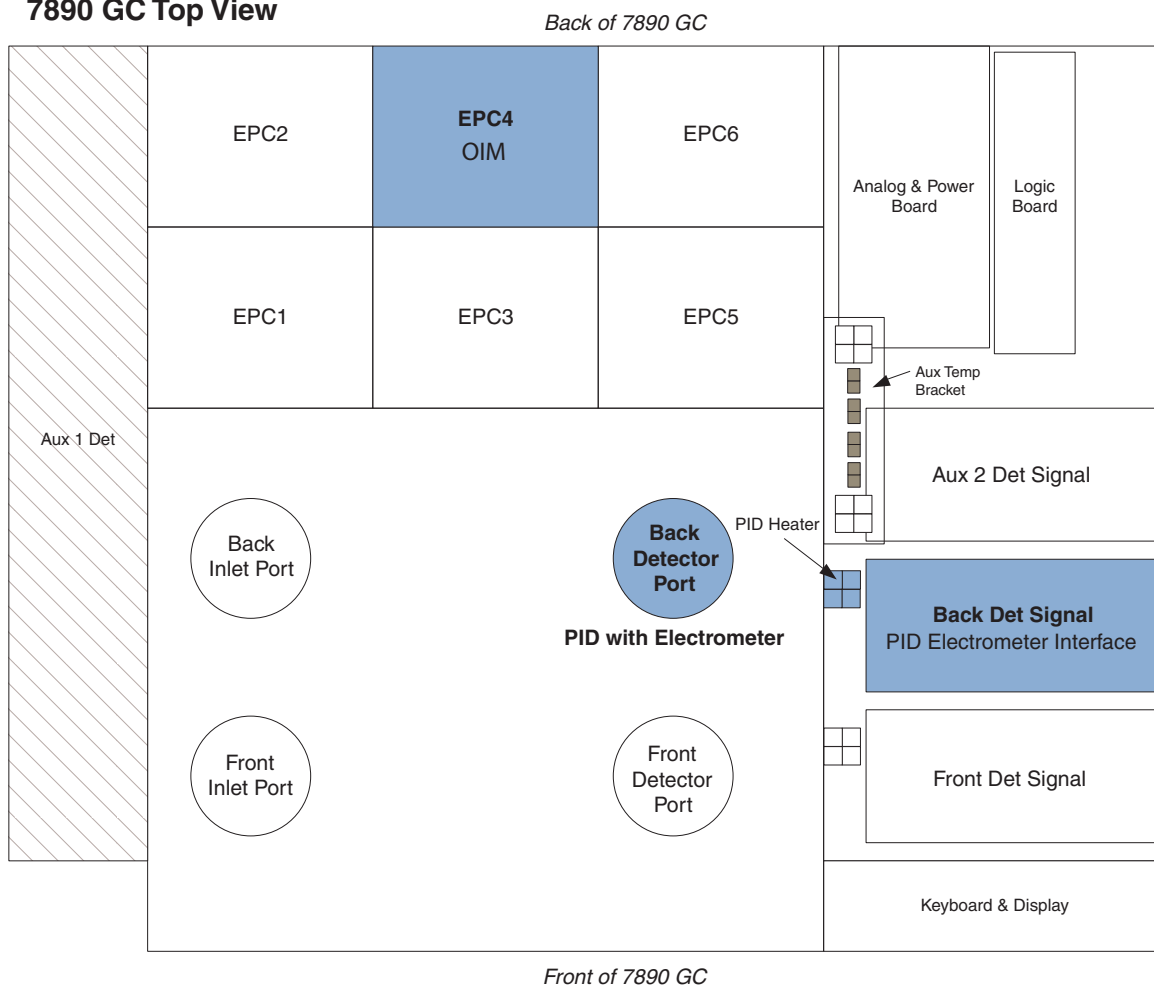 7890 GC Top View
Back of 7890 GC
EPC2
EPC4
OIM
EPC6
Analog & Power
Board
Logic
Board
EPC1
EPC3
EPC5
Aux Temp
Bracket
Aux 1 Det
Aux 2 Det Signal
PID Heater
Back
Inlet Port
Back
Detector
Port
PID with Electrometer
Back Det Signal
PID Electrometer Interface
Front
Inlet Port
Front
Detector
Port
Front Det Signal
Keyboard & Display
Front of 7890 GC